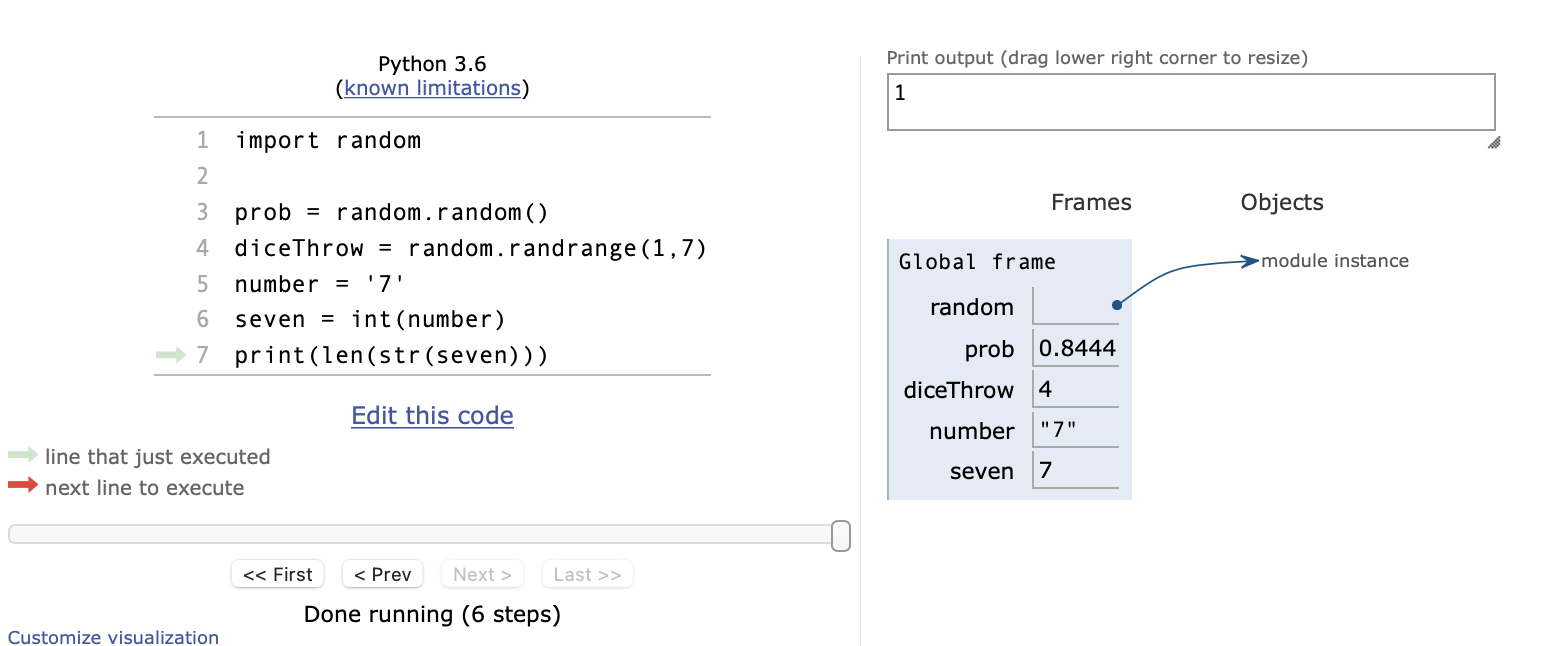 Python 3.6
(known limitations)
1 import random
2
3 prob = random.random()
4 diceThrow = random.randrange(1,7)
5 number = '7'
6 seven = int(number)
7 print(len(str(seven)))
Edit this code
line that just executed
next line to execute
<< First < Prev Next > Last >>
Done running (6 steps)
Customize visualization
Print output (drag lower right corner to resize)
1
Frames Objects
Global frame
random
module instance
prob 0.8444
diceThrow 4
number "7"
seven 7